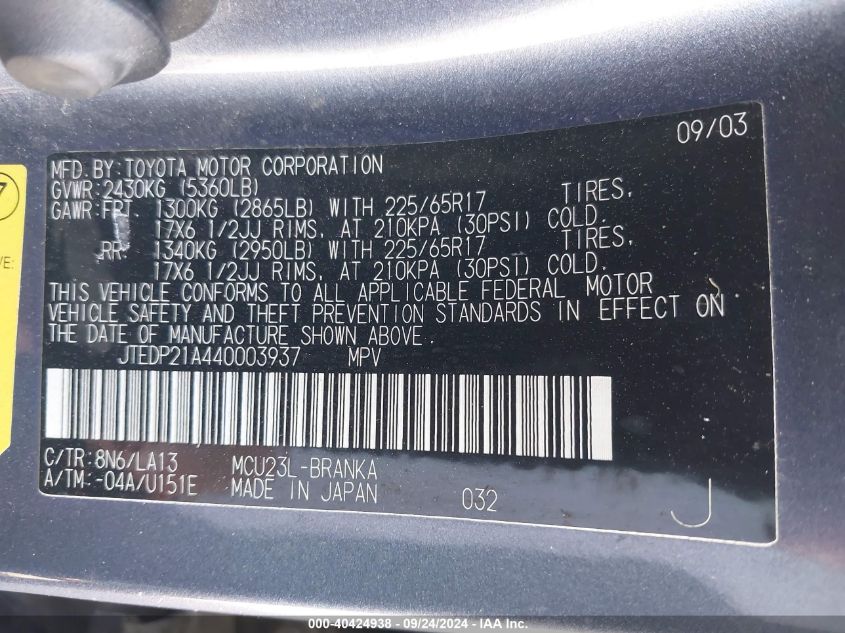 09/03
MFD.BY:TOYOTA MOTOR CORPORATION
GVWR:2430KG (5360LB)
GAWR:FRT. 1300KG (2865LB) WITH 225/65R17 TIRES,
17X6 1/2JJ RIMS, AT 210KPA (30PSI) COLD.
RR. 1340KG (2950LB) WITH 225/65R17 TIRES,
17X6 1/2JJ RIMS, AT 210KPA (30PSI) COLD.
THIS VEHICLE CONFORMS TO ALL APPLICABLE FEDERAL MOTOR
VEHICLE SAFETY AND THEFT PREVENTION STANDARDS IN EFFECT ON
THE DATE OF MANUFACTURE SHOWN ABOVE.
JTEDP21A440003937 MPV
C/TR:8N6/LA13 MCU23L-BRANKA
A/TM:-04A/U151E MADE IN JAPAN 032 J
7
VE:
000-40424938 - 09/24/2024 - IAA Inc.